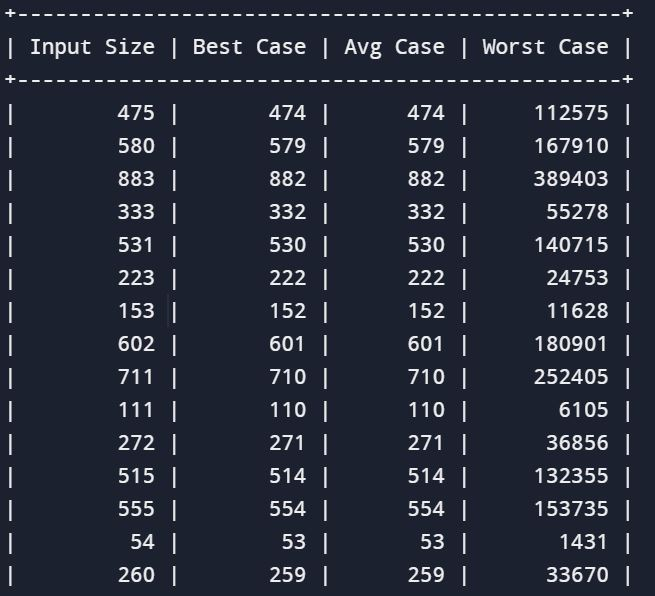 +------------------------------------------------+
| Input Size | Best Case | Avg Case | Worst Case |
+------------------------------------------------+
|        475 |       474 |      474 |     112575 |
|        580 |       579 |      579 |     167910 |
|        883 |       882 |      882 |     389403 |
|        333 |       332 |      332 |      55278 |
|        531 |       530 |      530 |     140715 |
|        223 |       222 |      222 |      24753 |
|        153 |       152 |      152 |      11628 |
|        602 |       601 |      601 |     180901 |
|        711 |       710 |      710 |     252405 |
|        111 |       110 |      110 |       6105 |
|        272 |       271 |      271 |      36856 |
|        515 |       514 |      514 |     132355 |
|        555 |       554 |      554 |     153735 |
|         54 |        53 |       53 |       1431 |
|        260 |       259 |      259 |      33670 |